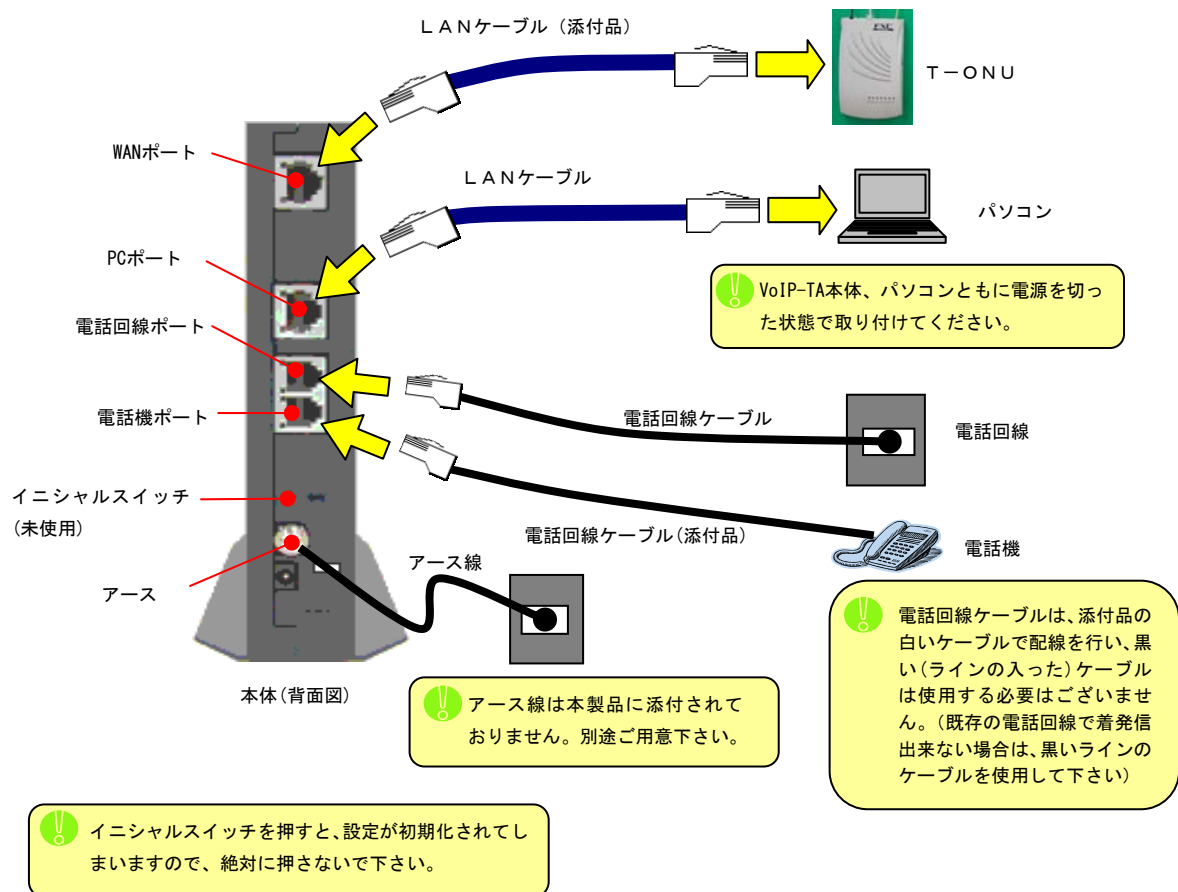 LANケーブル（添付品）
T－ONU
WANポート
LANケーブル
パソコン
PCポート
VoIP-TA本体、パソコンともに電源を切っ
た状態で取り付けてください。
電話回線ポート
電話機ポート
電話回線ケーブル
電話回線
イニシャルスイッチ
(未使用)
電話回線ケーブル(添付品)
電話機
アース線
アース
電話回線ケーブルは、添付品の
白いケーブルで配線を行い、黒
い(ラインの入った)ケーブル
は使用する必要はございませ
ん。(既存の電話回線で着発信
出来ない場合は、黒いラインの
ケーブルを使用して下さい)
本体(背面図)
アース線は本製品に添付されて
おりません。別途ご用意下さい。
イニシャルスイッチを押すと、設定が初期化されてし
まいますので、絶対に押さないで下さい。